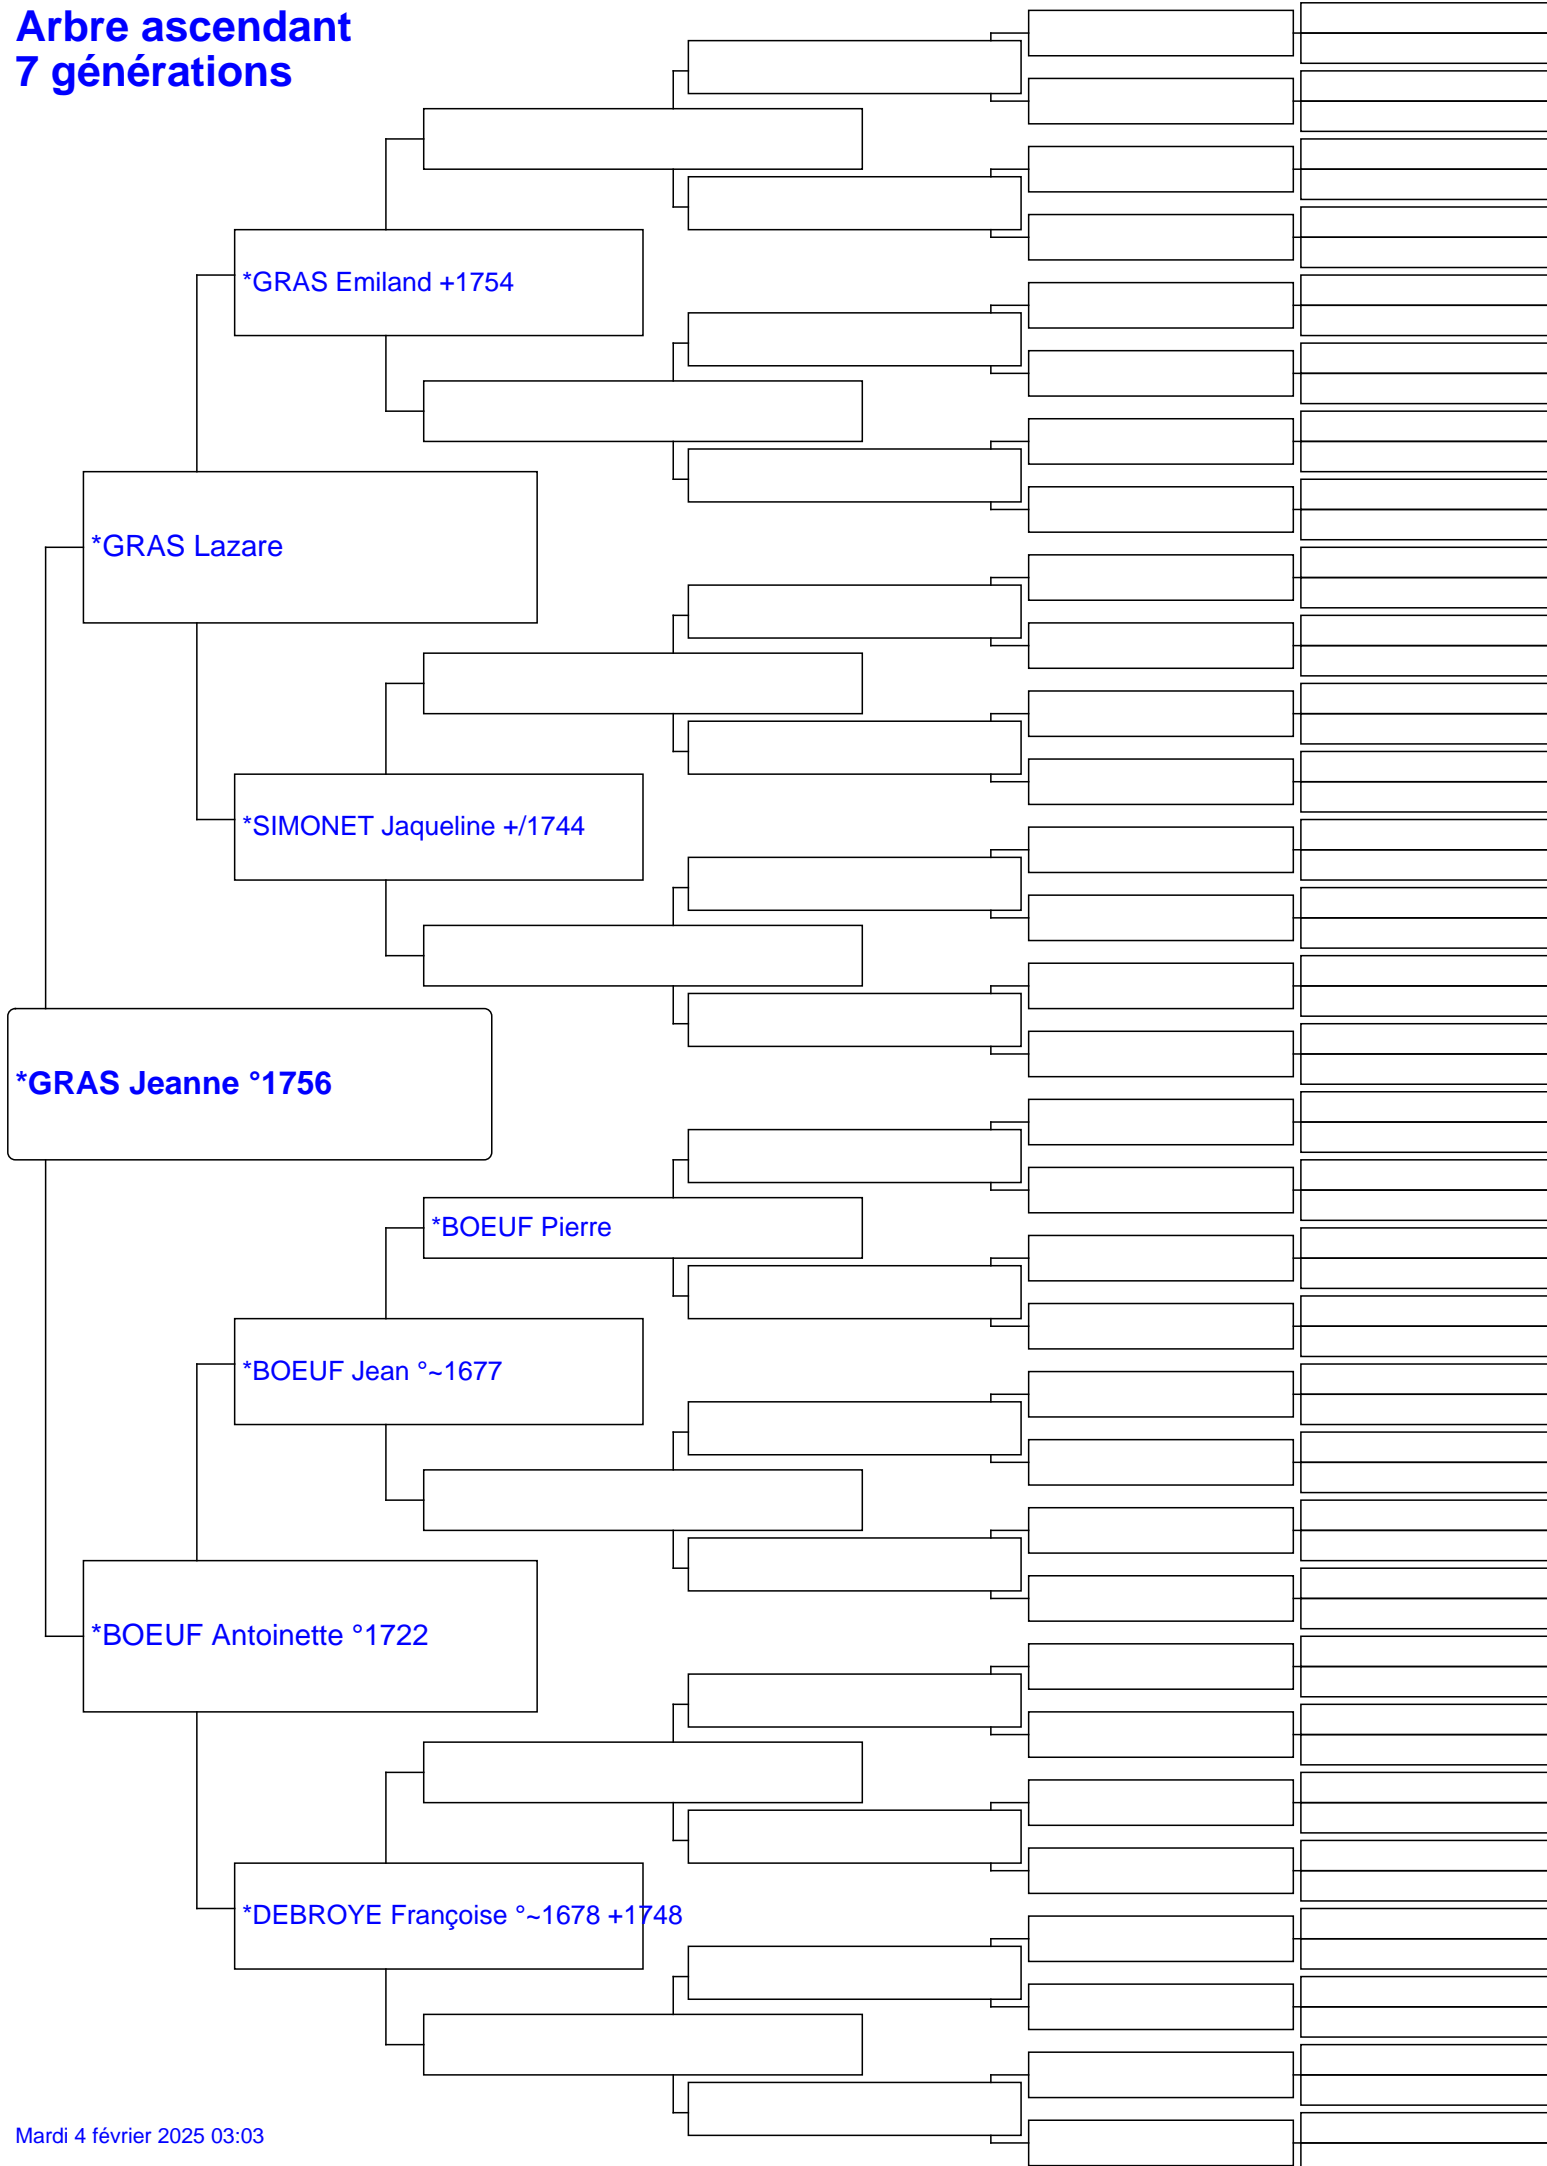 Arbre ascendant
7 générations
*GRAS Emiland +1754
*GRAS Lazare
*SIMONET Jaqueline +/1744
*GRAS Jeanne °1756
*BOEUF Pierre
*BOEUF Jean °~1677
*BOEUF Antoinette °1722
*DEBROYE Françoise °~1678 +1748
Mardi 4 février 2025 03:03